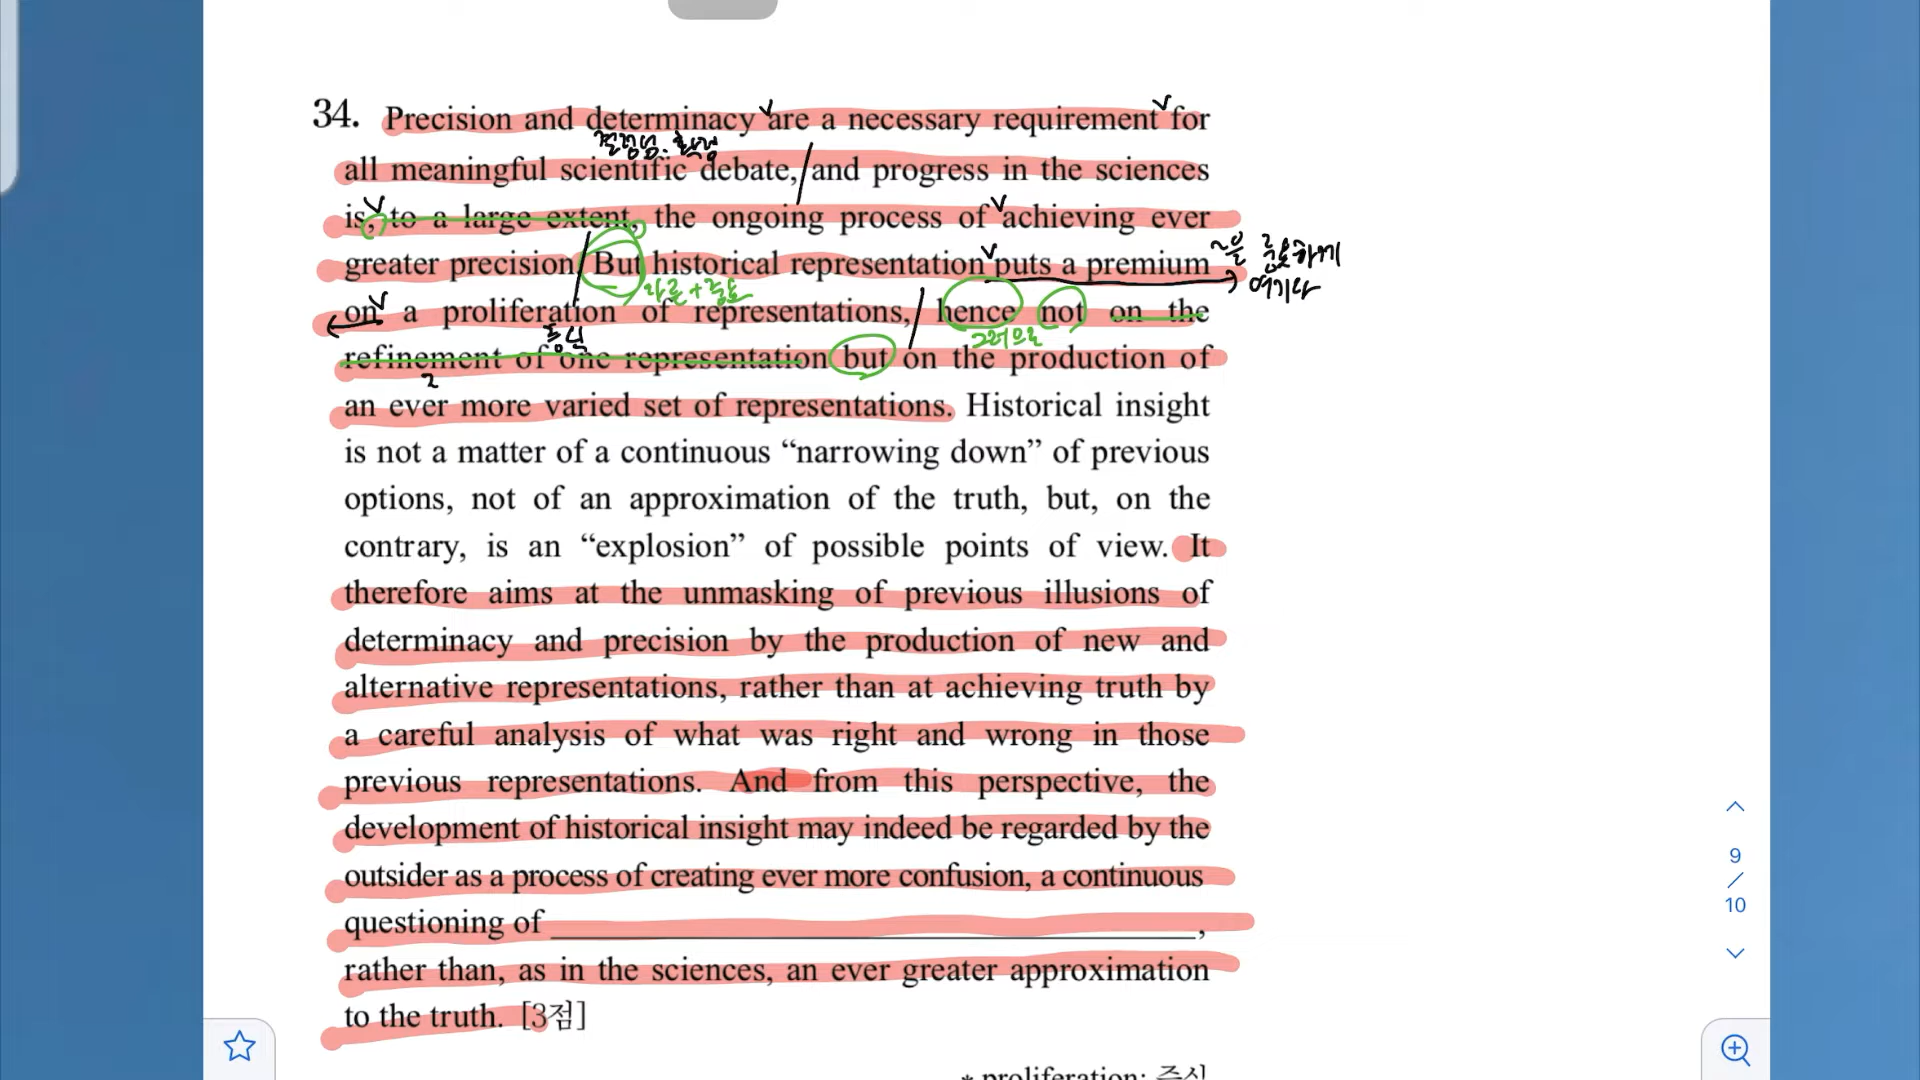 34. Precision and determinacy are a necessary requirement for
결정성. 확정
all meaningful scientific debate, and progress in the sciences
is, to a large extent, the ongoing process of achieving ever
greater precision. But historical representation puts a premium ~을 중요하게
역접+중요 여기다
on a proliferation of representations, hence not on the
증식 그러므로
refinement of one representation but on the production of
2
an ever more varied set of representations. Historical insight
is not a matter of a continuous “narrowing down” of previous
options, not of an approximation of the truth, but, on the
contrary, is an “explosion” of possible points of view. It
therefore aims at the unmasking of previous illusions of
determinacy and precision by the production of new and
alternative representations, rather than at achieving truth by
a careful analysis of what was right and wrong in those
previous representations. And from this perspective, the
development of historical insight may indeed be regarded by the
outsider as a process of creating ever more confusion, a continuous
questioning of ,
rather than, as in the sciences, an ever greater approximation
to the truth. [3점]
* proliferation: 증식
9
/
10